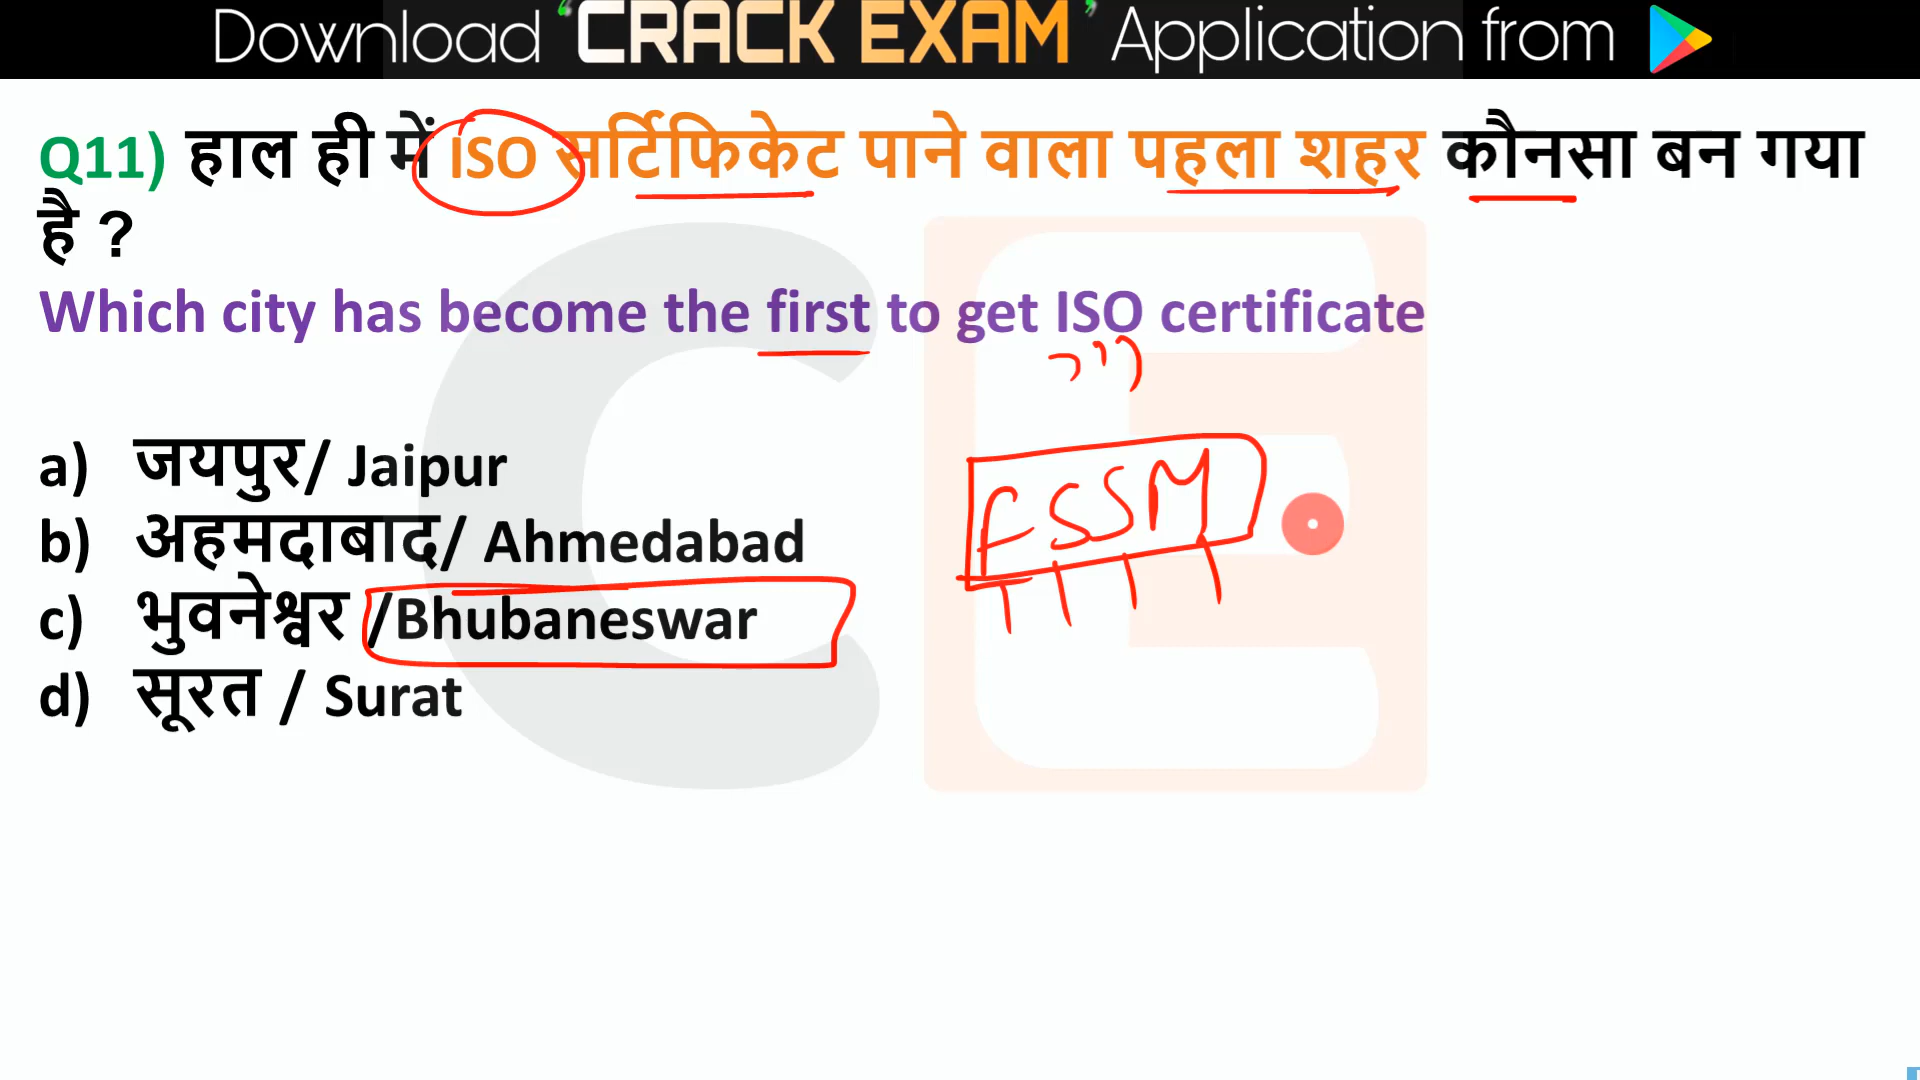 Download ‘CRACK EXAM’ Application from
Q11) हाल ही में ISO सर्टिफिकेट पाने वाला पहला शहर कौनसा बन गया
है ?
Which city has become the first to get ISO certificate
a) जयपुर/ Jaipur
b) अहमदाबाद/ Ahmedabad
c) भुवनेश्वर /Bhubaneswar
d) सूरत / Surat
FSSM